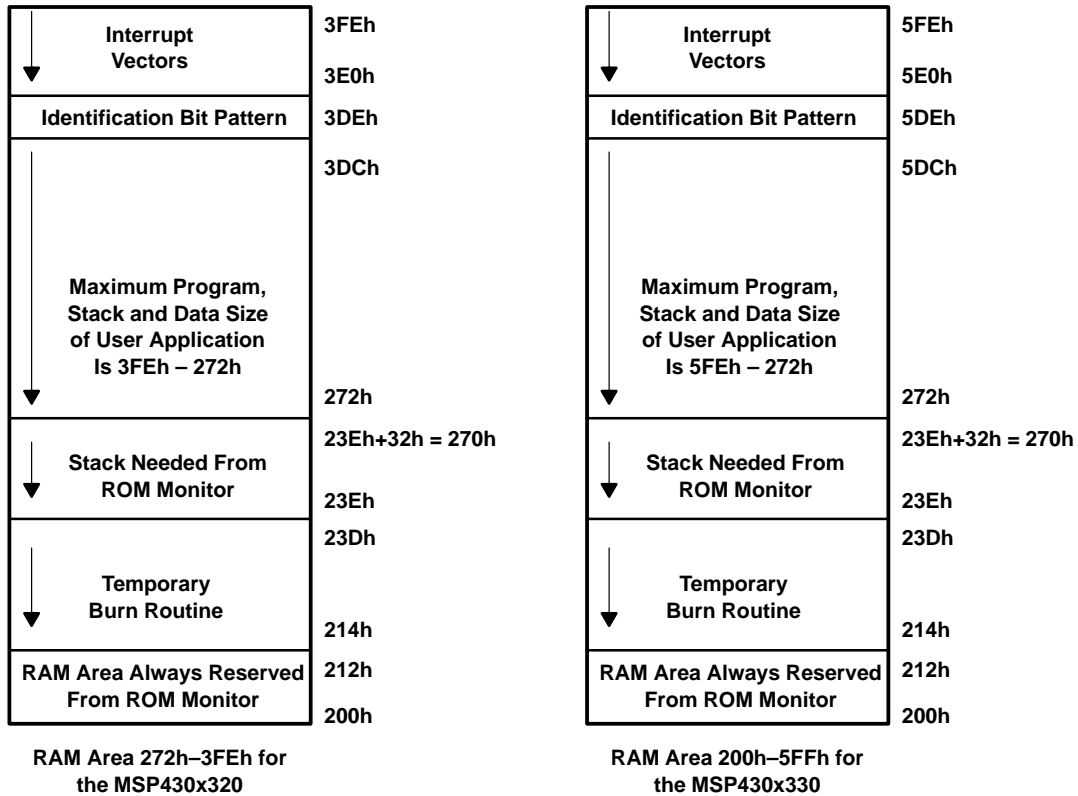 Interrupt
Vectors
3FEh
3E0h
Identification Bit Pattern
3DEh
3DCh
Maximum Program,
Stack and Data Size
of User Application
Is 3FEh – 272h
272h
23Eh+32h = 270h
Stack Needed From
ROM Monitor
23Eh
23Dh
Temporary
Burn Routine
214h
RAM Area Always Reserved
From ROM Monitor
212h
200h
RAM Area 272h–3FEh for
the MSP430x320
Interrupt
Vectors
5FEh
5E0h
Identification Bit Pattern
5DEh
5DCh
Maximum Program,
Stack and Data Size
of User Application
Is 5FEh – 272h
272h
23Eh+32h = 270h
Stack Needed From
ROM Monitor
23Eh
23Dh
Temporary
Burn Routine
214h
RAM Area Always Reserved
From ROM Monitor
212h
200h
RAM Area 200h–5FFh for
the MSP430x330